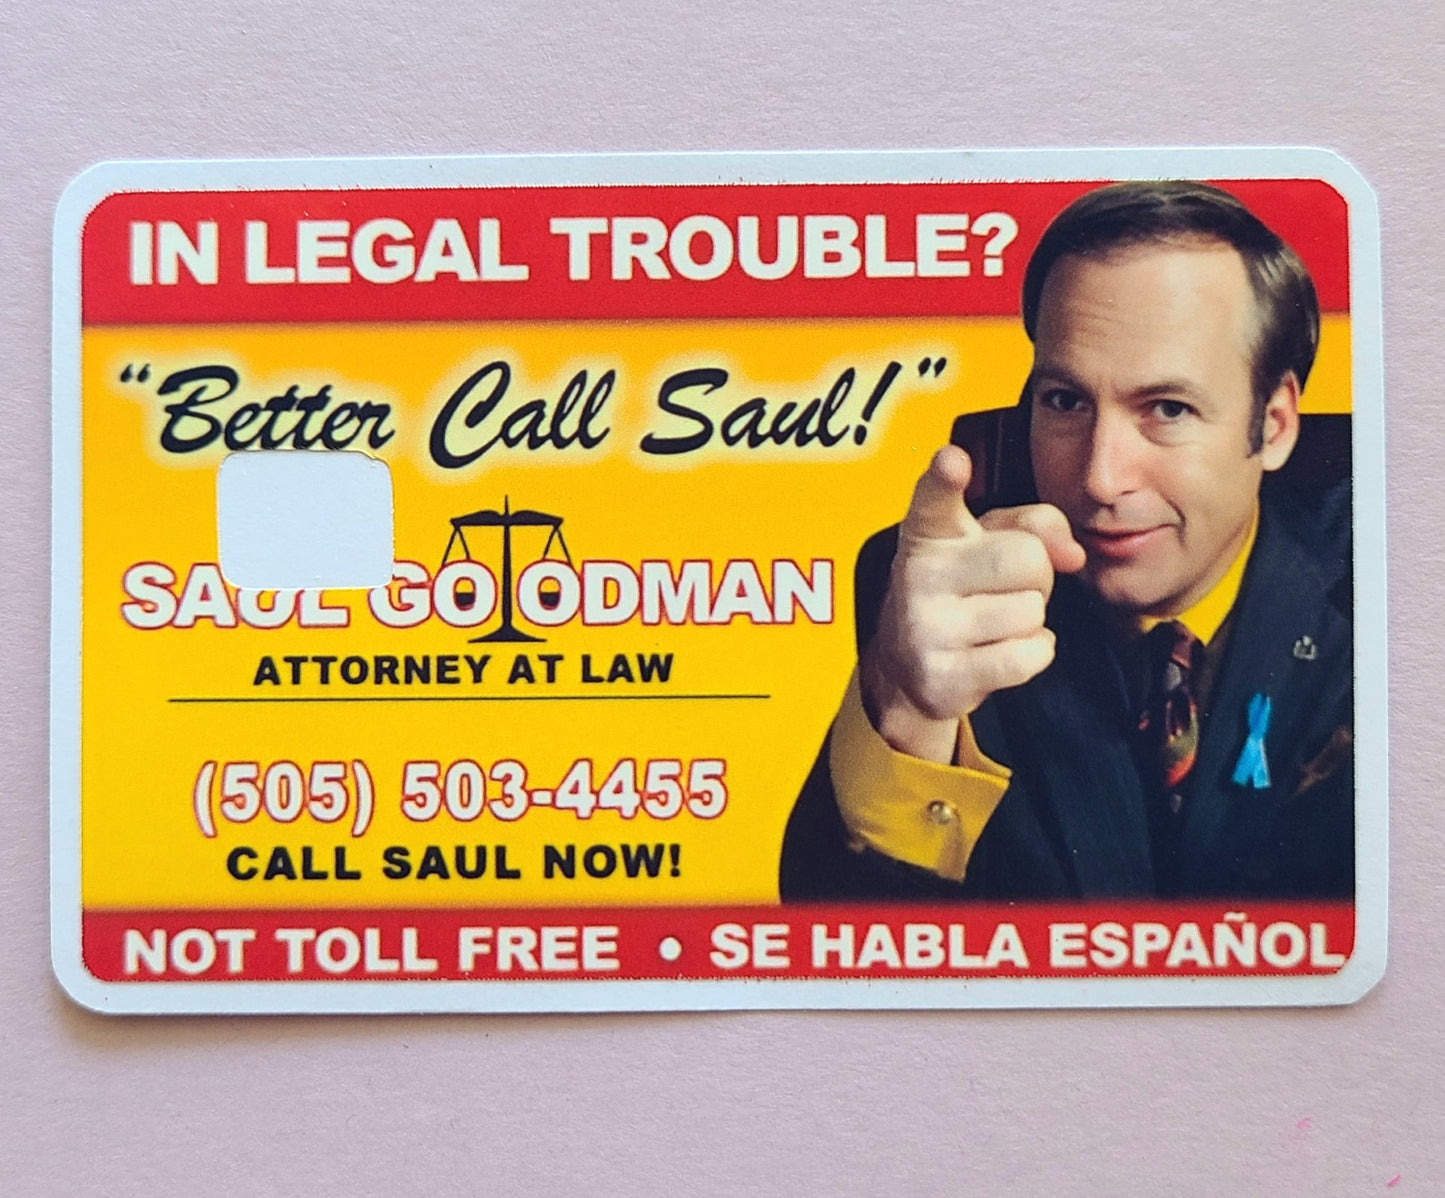 IN LEGAL TROUBLE?
“Better Call Saul!”
SAUL GOODMAN
ATTORNEY AT LAW
(505) 503-4455
CALL SAUL NOW!
NOT TOLL FREE • SE HABLA ESPAÑOL